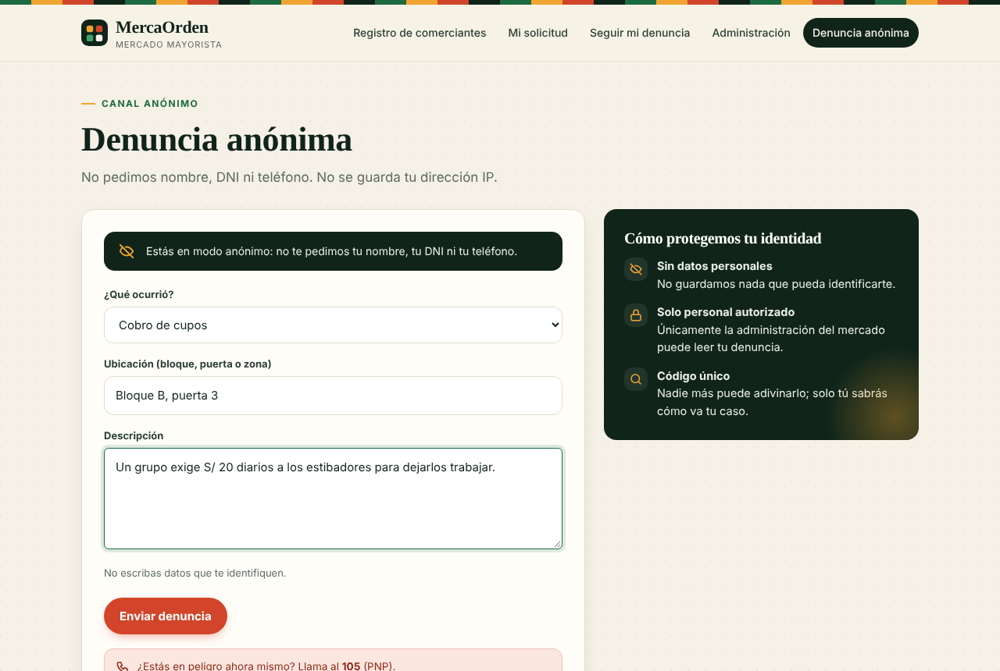 MercaOrden
MERCADO MAYORISTA
Registro de comerciantes
Mi solicitud
Seguir mi denuncia
Administración
Denuncia anónima
CANAL ANÓNIMO
Denuncia anónima
No pedimos nombre, DNI ni teléfono. No se guarda tu dirección IP.
Estás en modo anónimo: no te pedimos tu nombre, tu DNI ni tu teléfono.
¿Qué ocurrió?
Cobro de cupos
Ubicación (bloque, puerta o zona)
Bloque B, puerta 3
Descripción
Un grupo exige S/ 20 diarios a los estibadores para dejarlos trabajar.
No escribas datos que te identifiquen.
Enviar denuncia
¿Estás en peligro ahora mismo? Llama al 105 (PNP).
Cómo protegemos tu identidad
Sin datos personales
No guardamos nada que pueda identificarte.
Solo personal autorizado
Únicamente la administración del mercado
puede leer tu denuncia.
Código único
Nadie más puede adivinarlo; solo tú sabrás
cómo va tu caso.